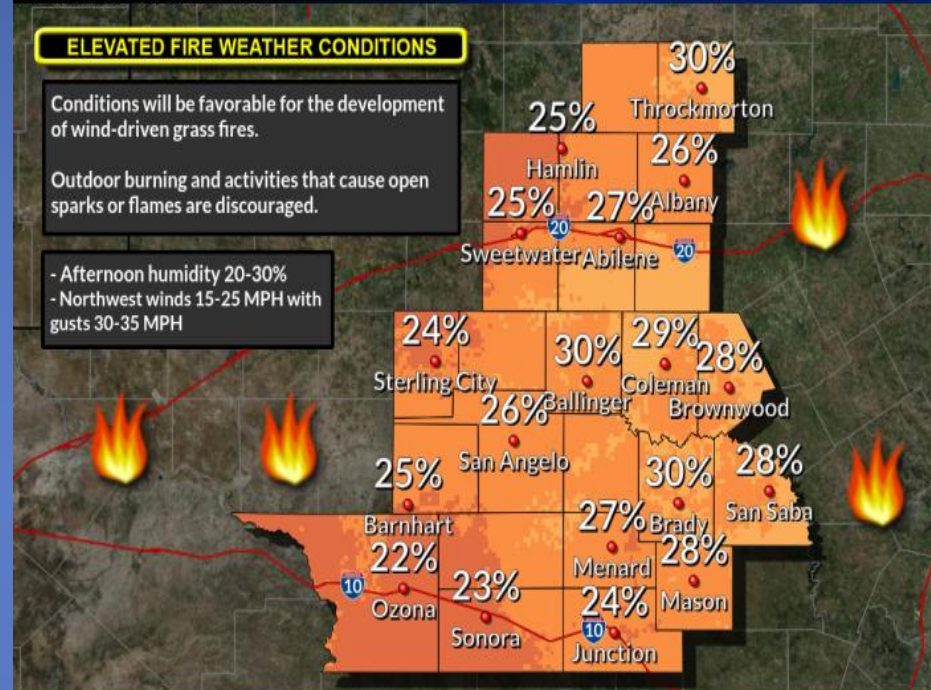 ELEVATED FIRE WEATHER CONDITIONS
Conditions will be favorable for the development
of wind-driven grass fires.
Outdoor burning and activities that cause open
sparks or flames are discouraged.
- Afternoon humidity 20-30%
- Northwest winds 15-25 MPH with
gusts 30-35 MPH
30%
Throckmorton
25%
Hamlin
26%
Albany
25%
Sweetwater
20
27%
Abilene
20
24%
Sterling City
30%
Ballinger
29%
Coleman
28%
Brownwood
26%
San Angelo
25%
Barnhart
30%
Brady
28%
San Saba
27%
Menard
28%
Mason
10
22%
Ozona
23%
Sonora
24%
10
Junction